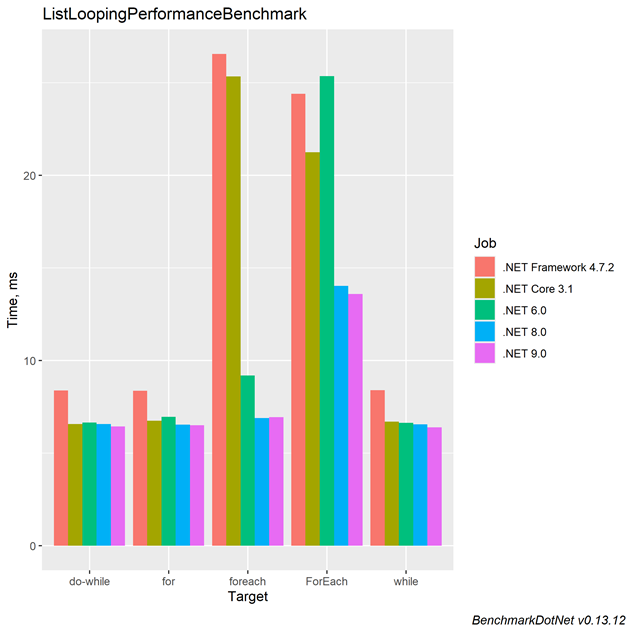 ListLoopingPerformanceBenchmark
Time, ms
20
10
0
do-while for foreach ForEach while
Target
Job
.NET Framework 4.7.2
.NET Core 3.1
.NET 6.0
.NET 8.0
.NET 9.0
BenchmarkDotNet v0.13.12